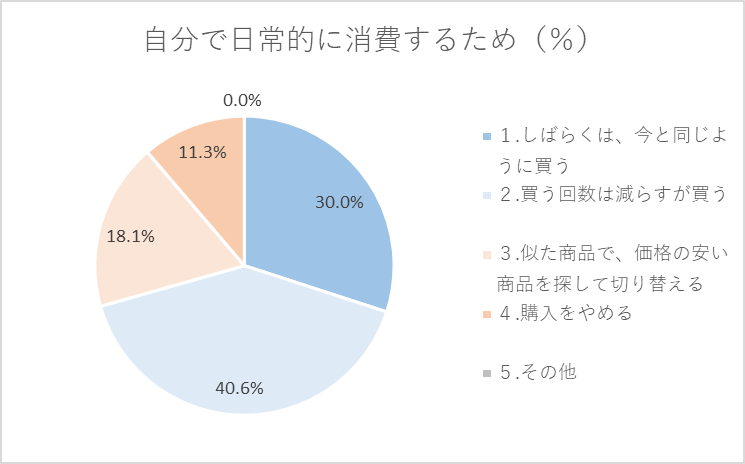 自分で日常的に消費するため（％）
0.0%
11.3%
30.0%
18.1%
40.6%
１.しばらくは、今と同じよ
うに買う
２.買う回数は減らすが買う
３.似た商品で、価格の安い
商品を探して切り替える
４.購入をやめる
５.その他